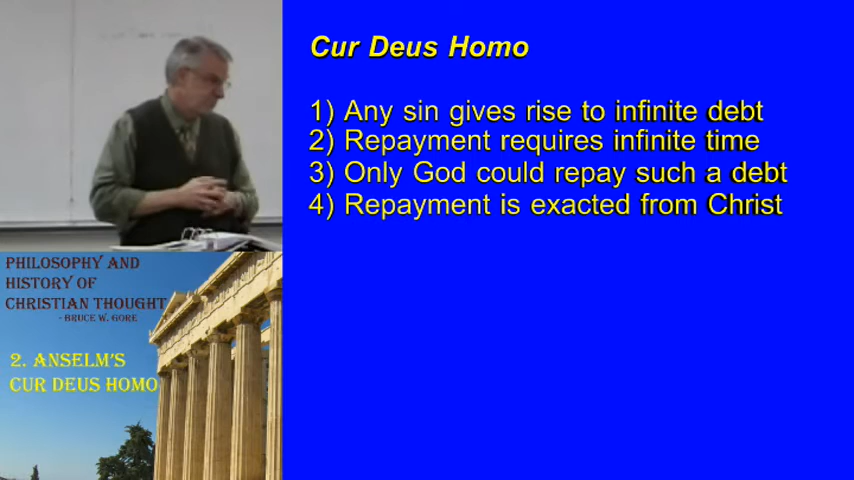 Cur Deus Homo
1) Any sin gives rise to infinite debt
2) Repayment requires infinite time
3) Only God could repay such a debt
4) Repayment is exacted from Christ
PHILOSOPHY AND
HISTORY OF
CHRISTIAN THOUGHT
- BRUCE W. GORE
2. ANSELM'S
CUR DEUS HOMO